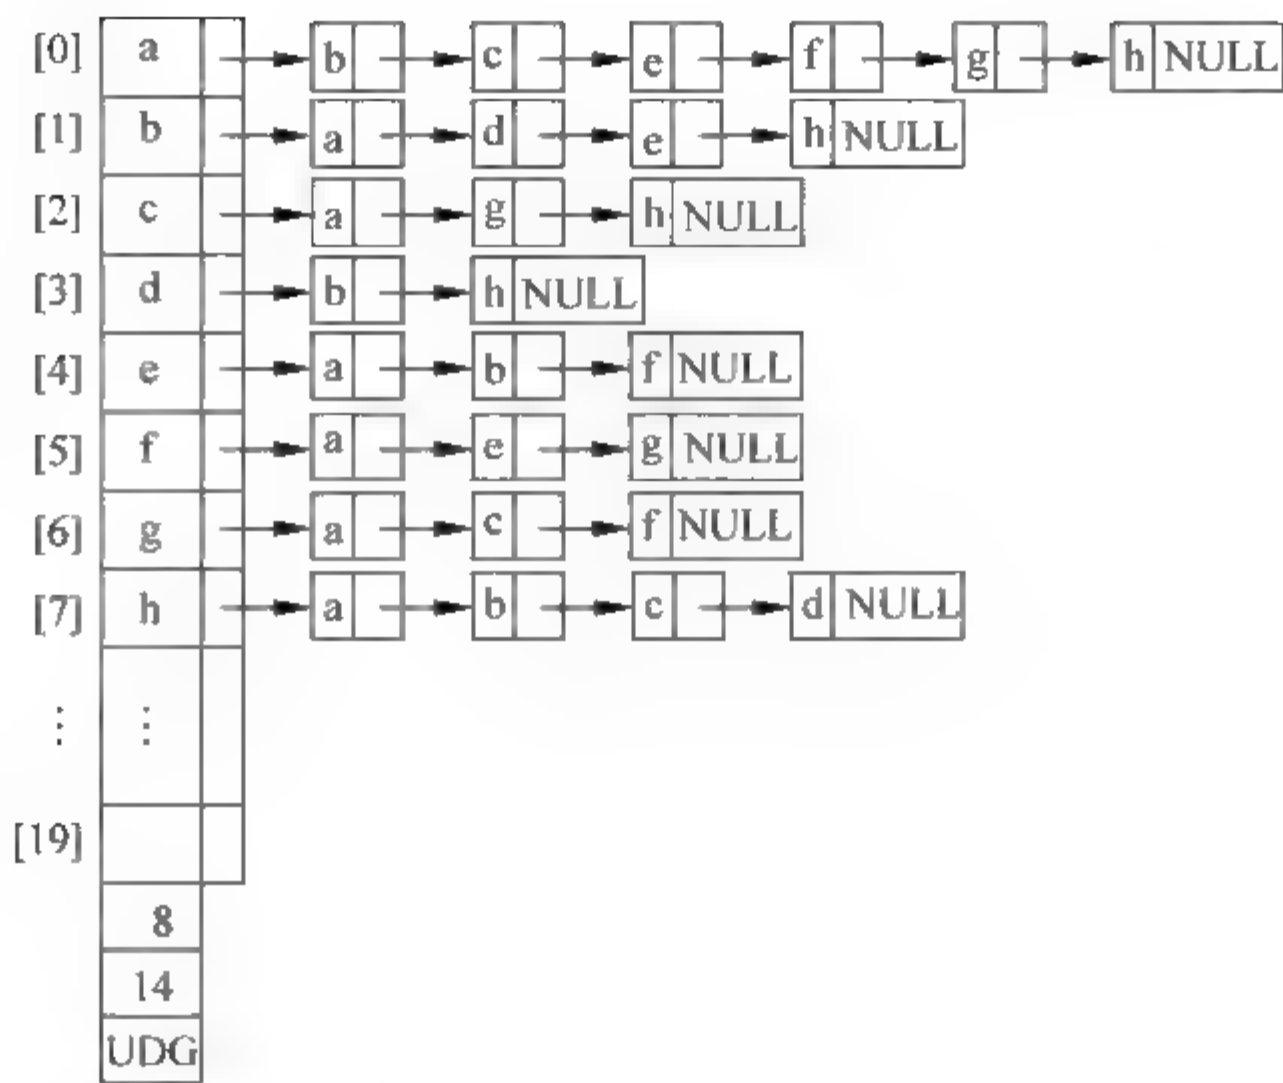 [0] a b c e f g h NULL
[1] b a d e h NULL
[2] c a g h NULL
[3] d b h NULL
[4] e a b f NULL
[5] f a e g NULL
[6] g a c f NULL
[7] h a b c d NULL
⋮ ⋮
[19]
8
14
UDG